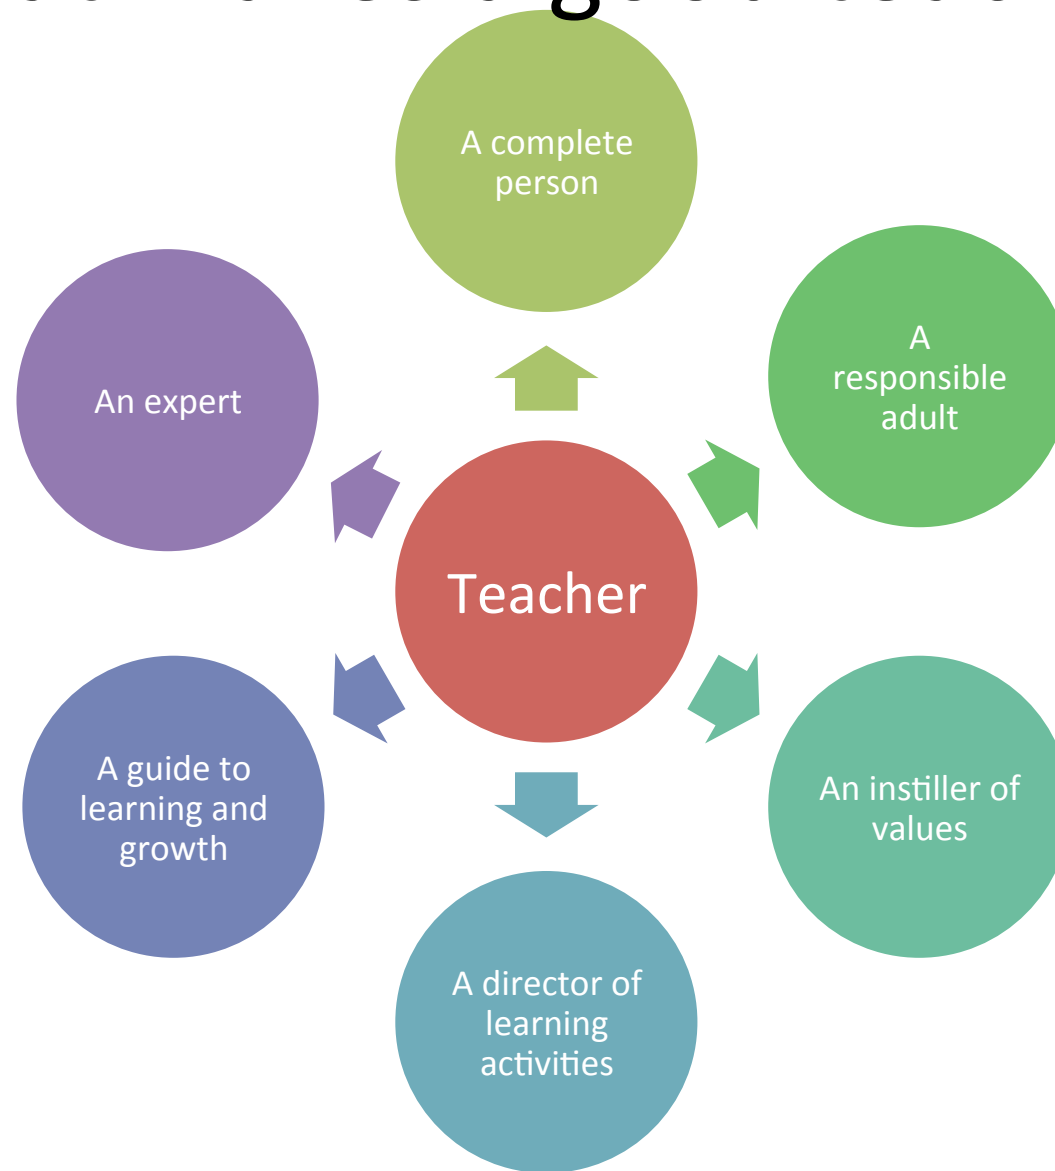 A complete
person
A
responsible
adult
An expert
Teacher
A guide to
learning and
growth
An instiller of
values
A director of
learning
activities